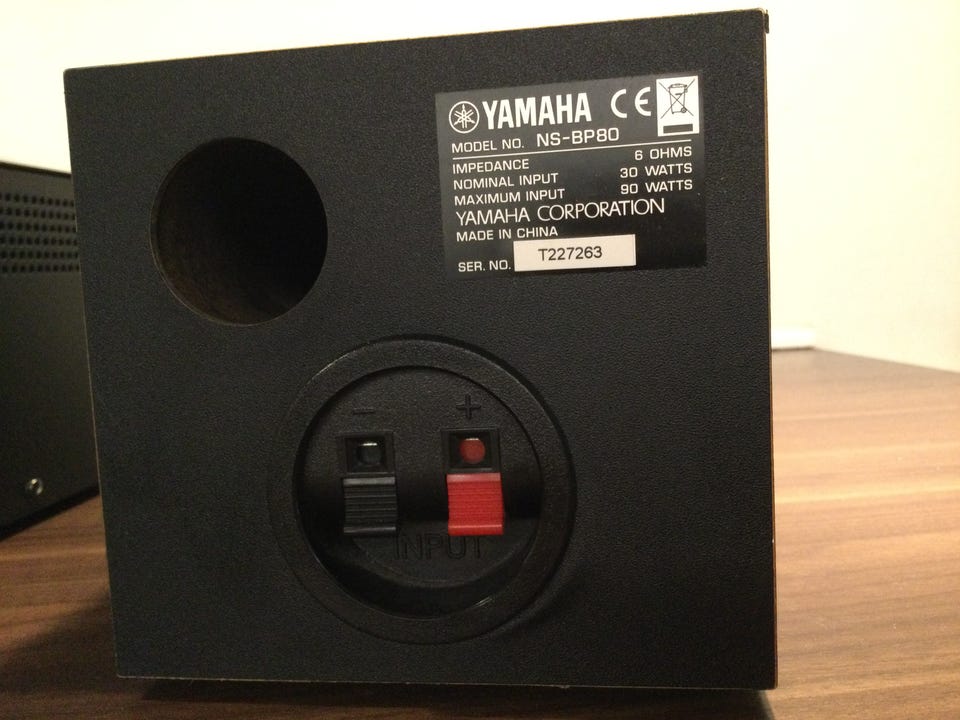 YAMAHA CE
MODEL NO. NS-BP80
IMPEDANCE 6 OHMS
NOMINAL INPUT 30 WATTS
MAXIMUM INPUT 90 WATTS
YAMAHA CORPORATION
MADE IN CHINA
SER. NO. T227263
− +
INPUT